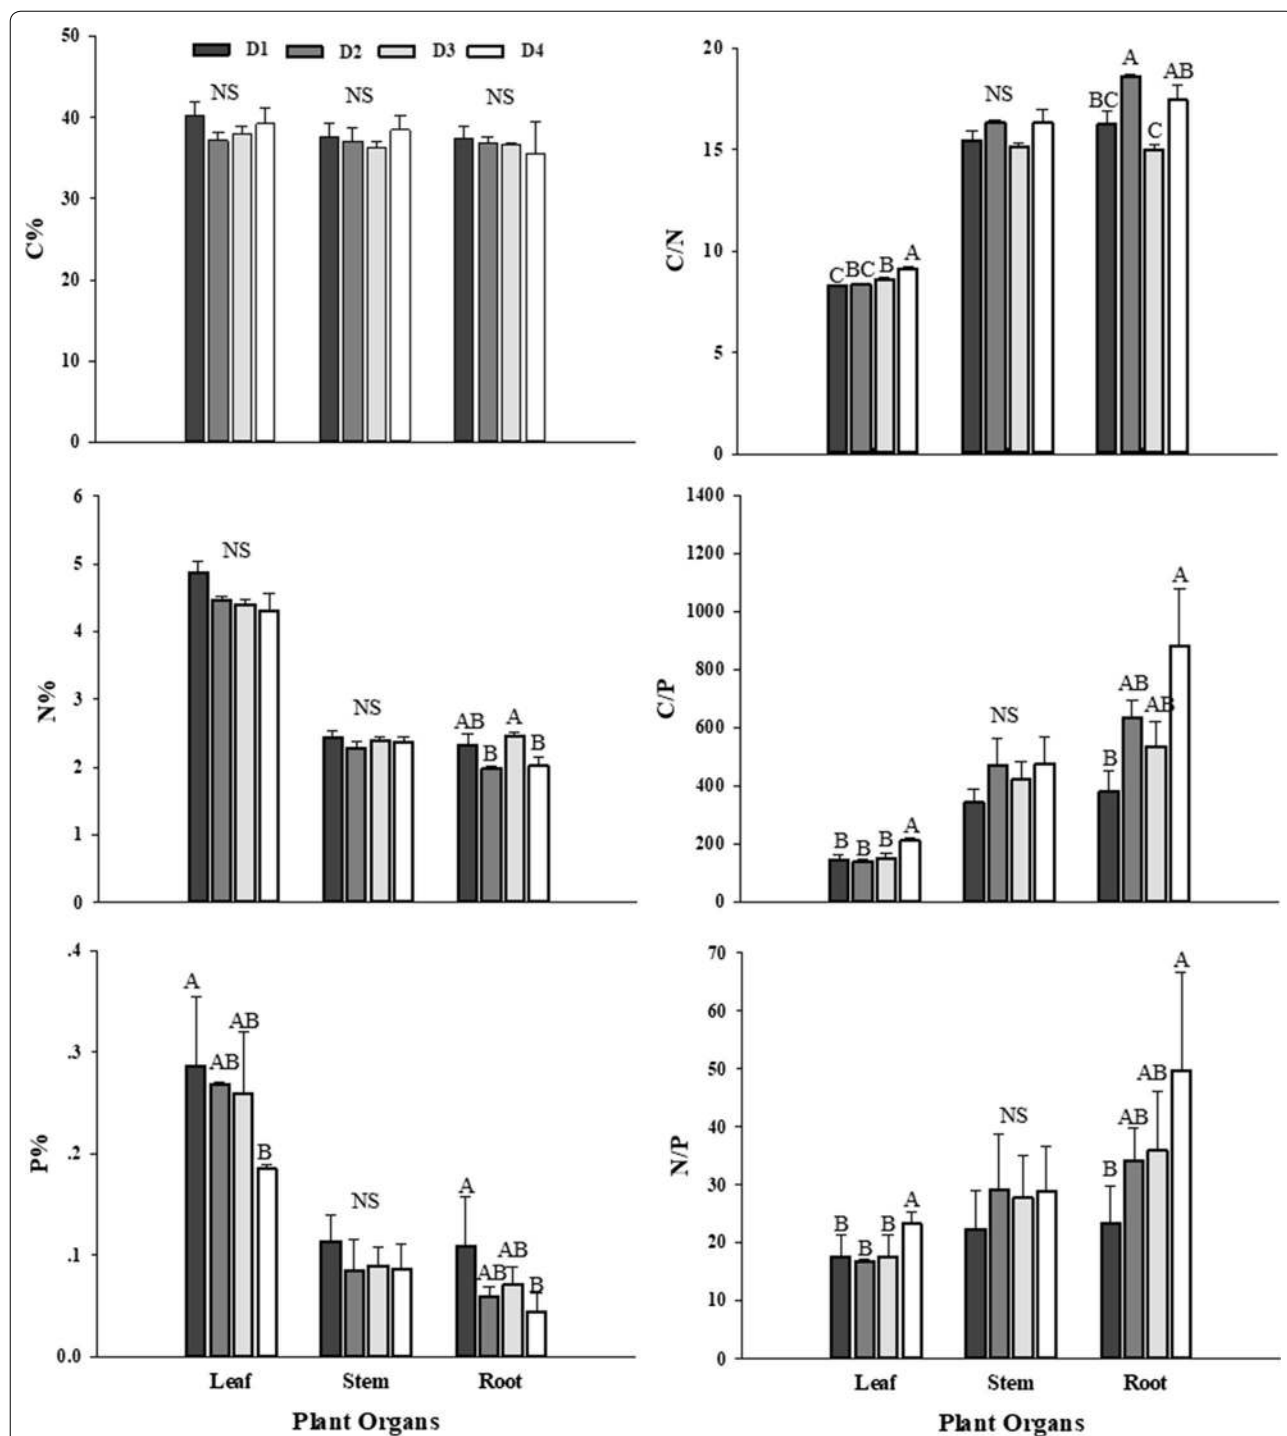 50
D1 D2 D3 D4
NS NS NS
40
30
20
10
0
C%
20
15
10
5
0
C/N
C BC B A
NS
BC A C AB
6
5
4
3
2
1
0
N%
NS
NS
AB B A B
1400
1200
1000
800
600
400
200
0
C/P
B B B A
NS
B AB AB A
.4
.3
.2
.1
0.0
P%
A AB AB B
NS
A AB AB B
Leaf Stem Root
Plant Organs
70
60
50
40
30
20
10
0
N/P
B B B A
NS
B AB AB A
Leaf Stem Root
Plant Organs